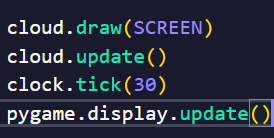 cloud.draw(SCREEN)
cloud.update()
clock.tick(30)
pygame.display.update()